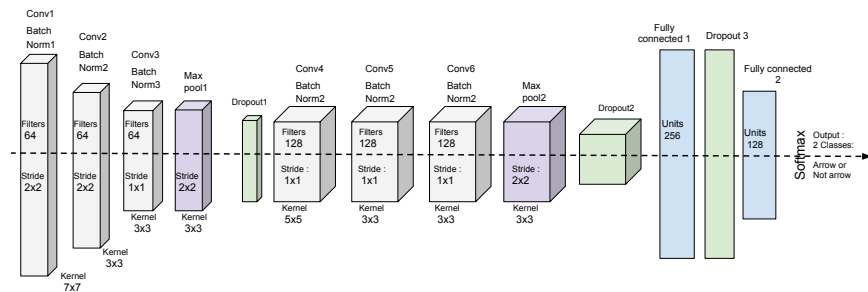 Conv1
Batch
Norm1
Filters
64
Stride
2x2
Kernel
7x7
Conv2
Batch
Norm2
Filters
64
Stride
2x2
Kernel
3x3
Conv3
Batch
Norm3
Filters
64
Stride
1x1
Kernel
3x3
Max
pool1
Stride
2x2
Kernel
3x3
Dropout1
Conv4
Batch
Norm2
Filters
128
Stride :
1x1
Kernel
5x5
Conv5
Batch
Norm2
Filters
128
Stride :
1x1
Kernel
3x3
Conv6
Batch
Norm2
Filters
128
Stride :
1x1
Kernel
3x3
Max
pool2
Stride :
2x2
Kernel
3x3
Dropout2
Fully
connected 1
Units
256
Dropout 3
Fully connected
2
Units
128
Softmax
Output :
2 Classes:
Arrow or
Not arrow